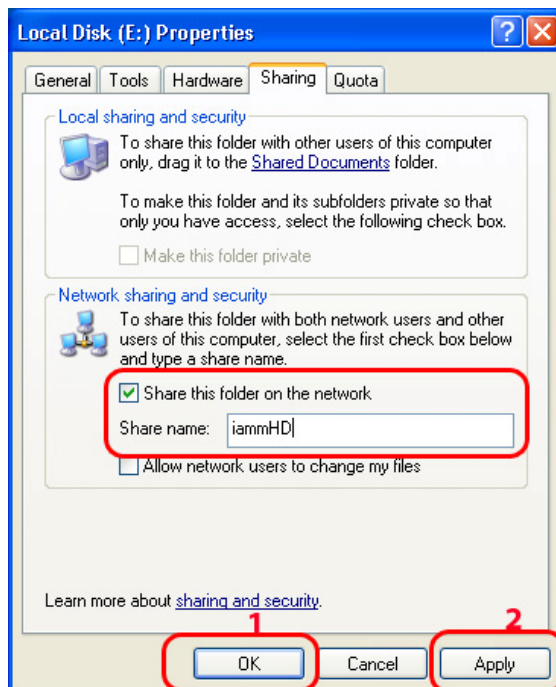 Local Disk (E:) Properties
General Tools Hardware Sharing Quota
Local sharing and security
To share this folder with other users of this computer
only, drag it to the Shared Documents folder.
To make this folder and its subfolders private so that
only you have access, select the following check box.
Make this folder private
Network sharing and security
To share this folder with both network users and other
users of this computer, select the first check box below
and type a share name.
Share this folder on the network
Share name: iammHD
Allow network users to change my files
Learn more about sharing and security.
1 2
OK Cancel Apply